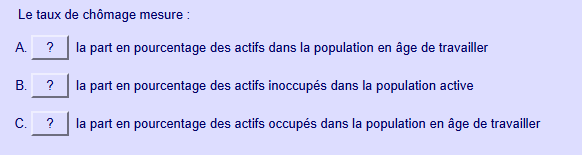 Le taux de chômage mesure :
A. ? la part en pourcentage des actifs dans la population en âge de travailler
B. ? la part en pourcentage des actifs inoccupés dans la population active
C. ? la part en pourcentage des actifs occupés dans la population en âge de travailler